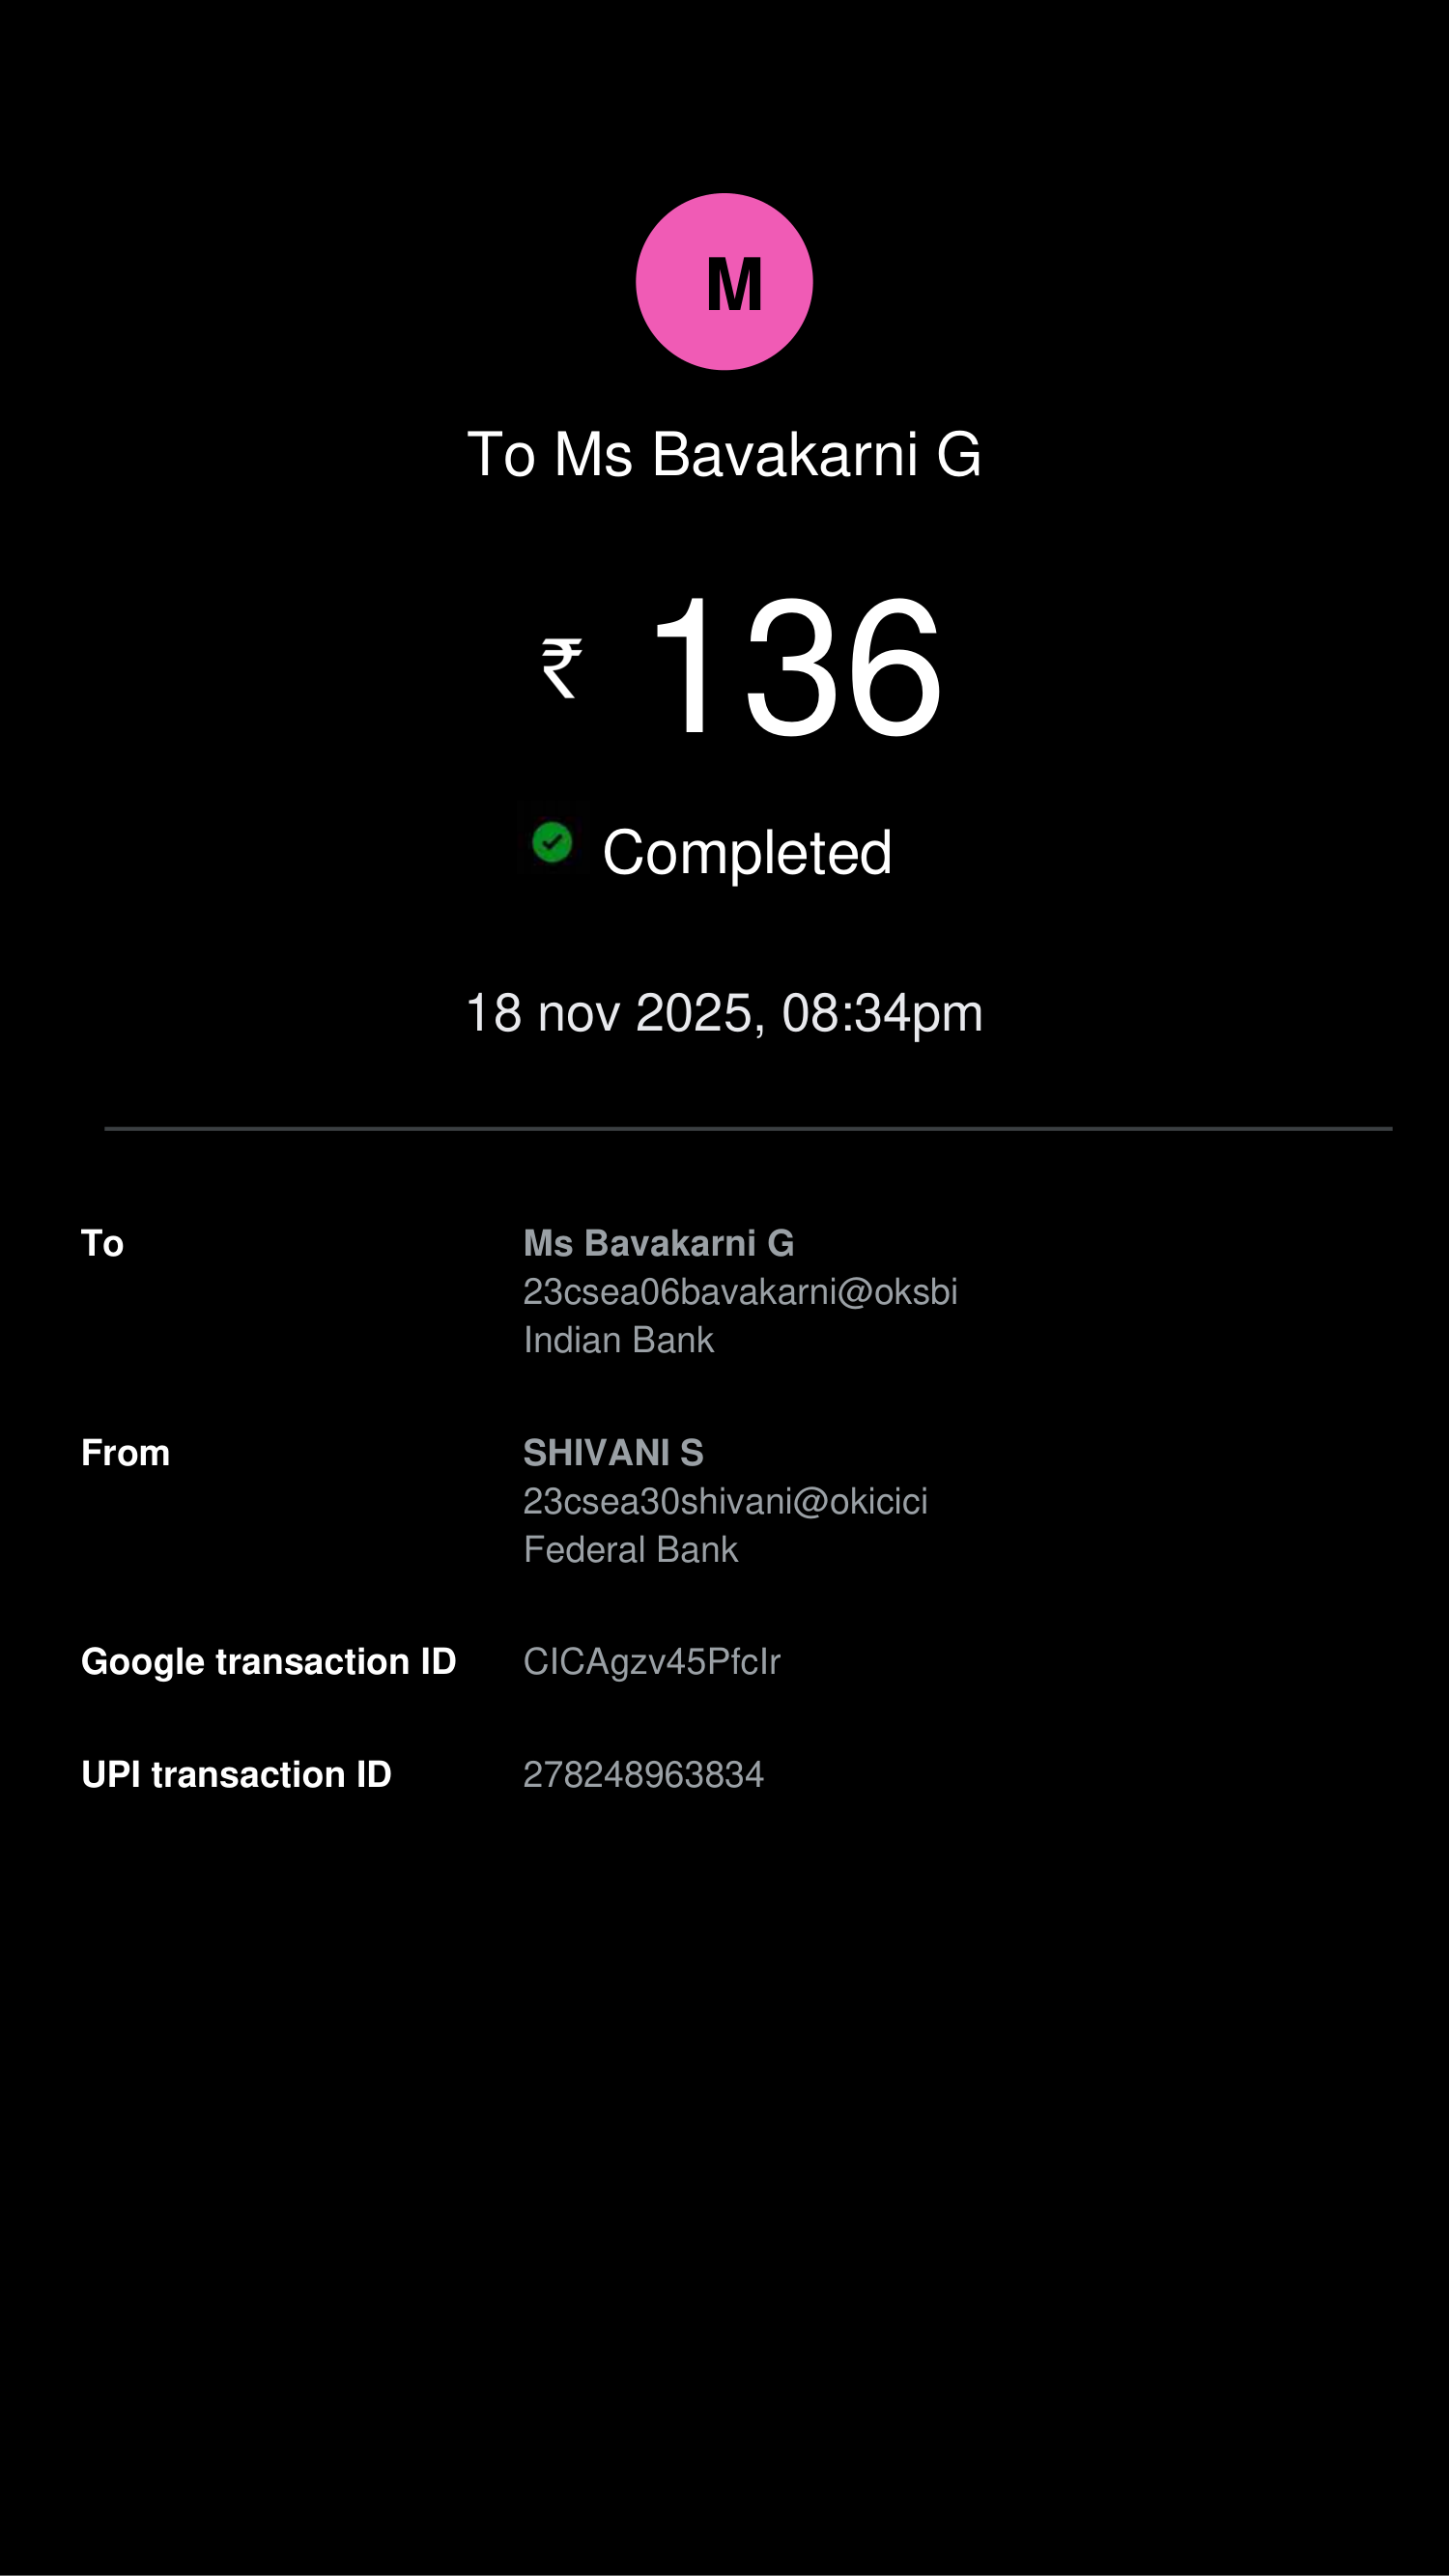 M
To Ms Bavakarni G
₹ 136
Completed
18 nov 2025, 08:34pm
To Ms Bavakarni G
23csea06bavakarni@oksbi
Indian Bank
From SHIVANI S
23csea30shivani@okicici
Federal Bank
Google transaction ID CICAgzv45PfcIr
UPI transaction ID 278248963834